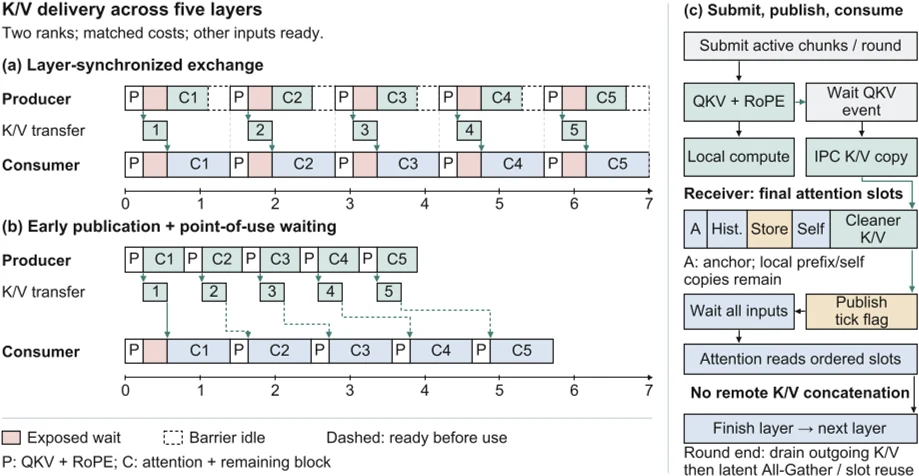 K/V delivery across five layers
Two ranks; matched costs; other inputs ready.
(a) Layer-synchronized exchange
Producer
P C1 P C2 P C3 P C4 P C5
K/V transfer
1 2 3 4 5
Consumer
P C1 P C2 P C3 P C4 P C5
0 1 2 3 4 5 6 7
(b) Early publication + point-of-use waiting
Producer
P C1 P C2 P C3 P C4 P C5
K/V transfer
1 2 3 4 5
Consumer
P C1 P C2 P C3 P C4 P C5
0 1 2 3 4 5 6 7
Exposed wait
Barrier idle
Dashed: ready before use
P: QKV + RoPE; C: attention + remaining block
(c) Submit, publish, consume
Submit active chunks / round
QKV + RoPE
Wait QKV
event
Local compute
IPC K/V copy
Receiver: final attention slots
A Hist. Store Self Cleaner
K/V
A: anchor; local prefix/self
copies remain
Wait all inputs
Publish
tick flag
Attention reads ordered slots
No remote K/V concatenation
Finish layer → next layer
Round end: drain outgoing K/V
then latent All-Gather / slot reuse